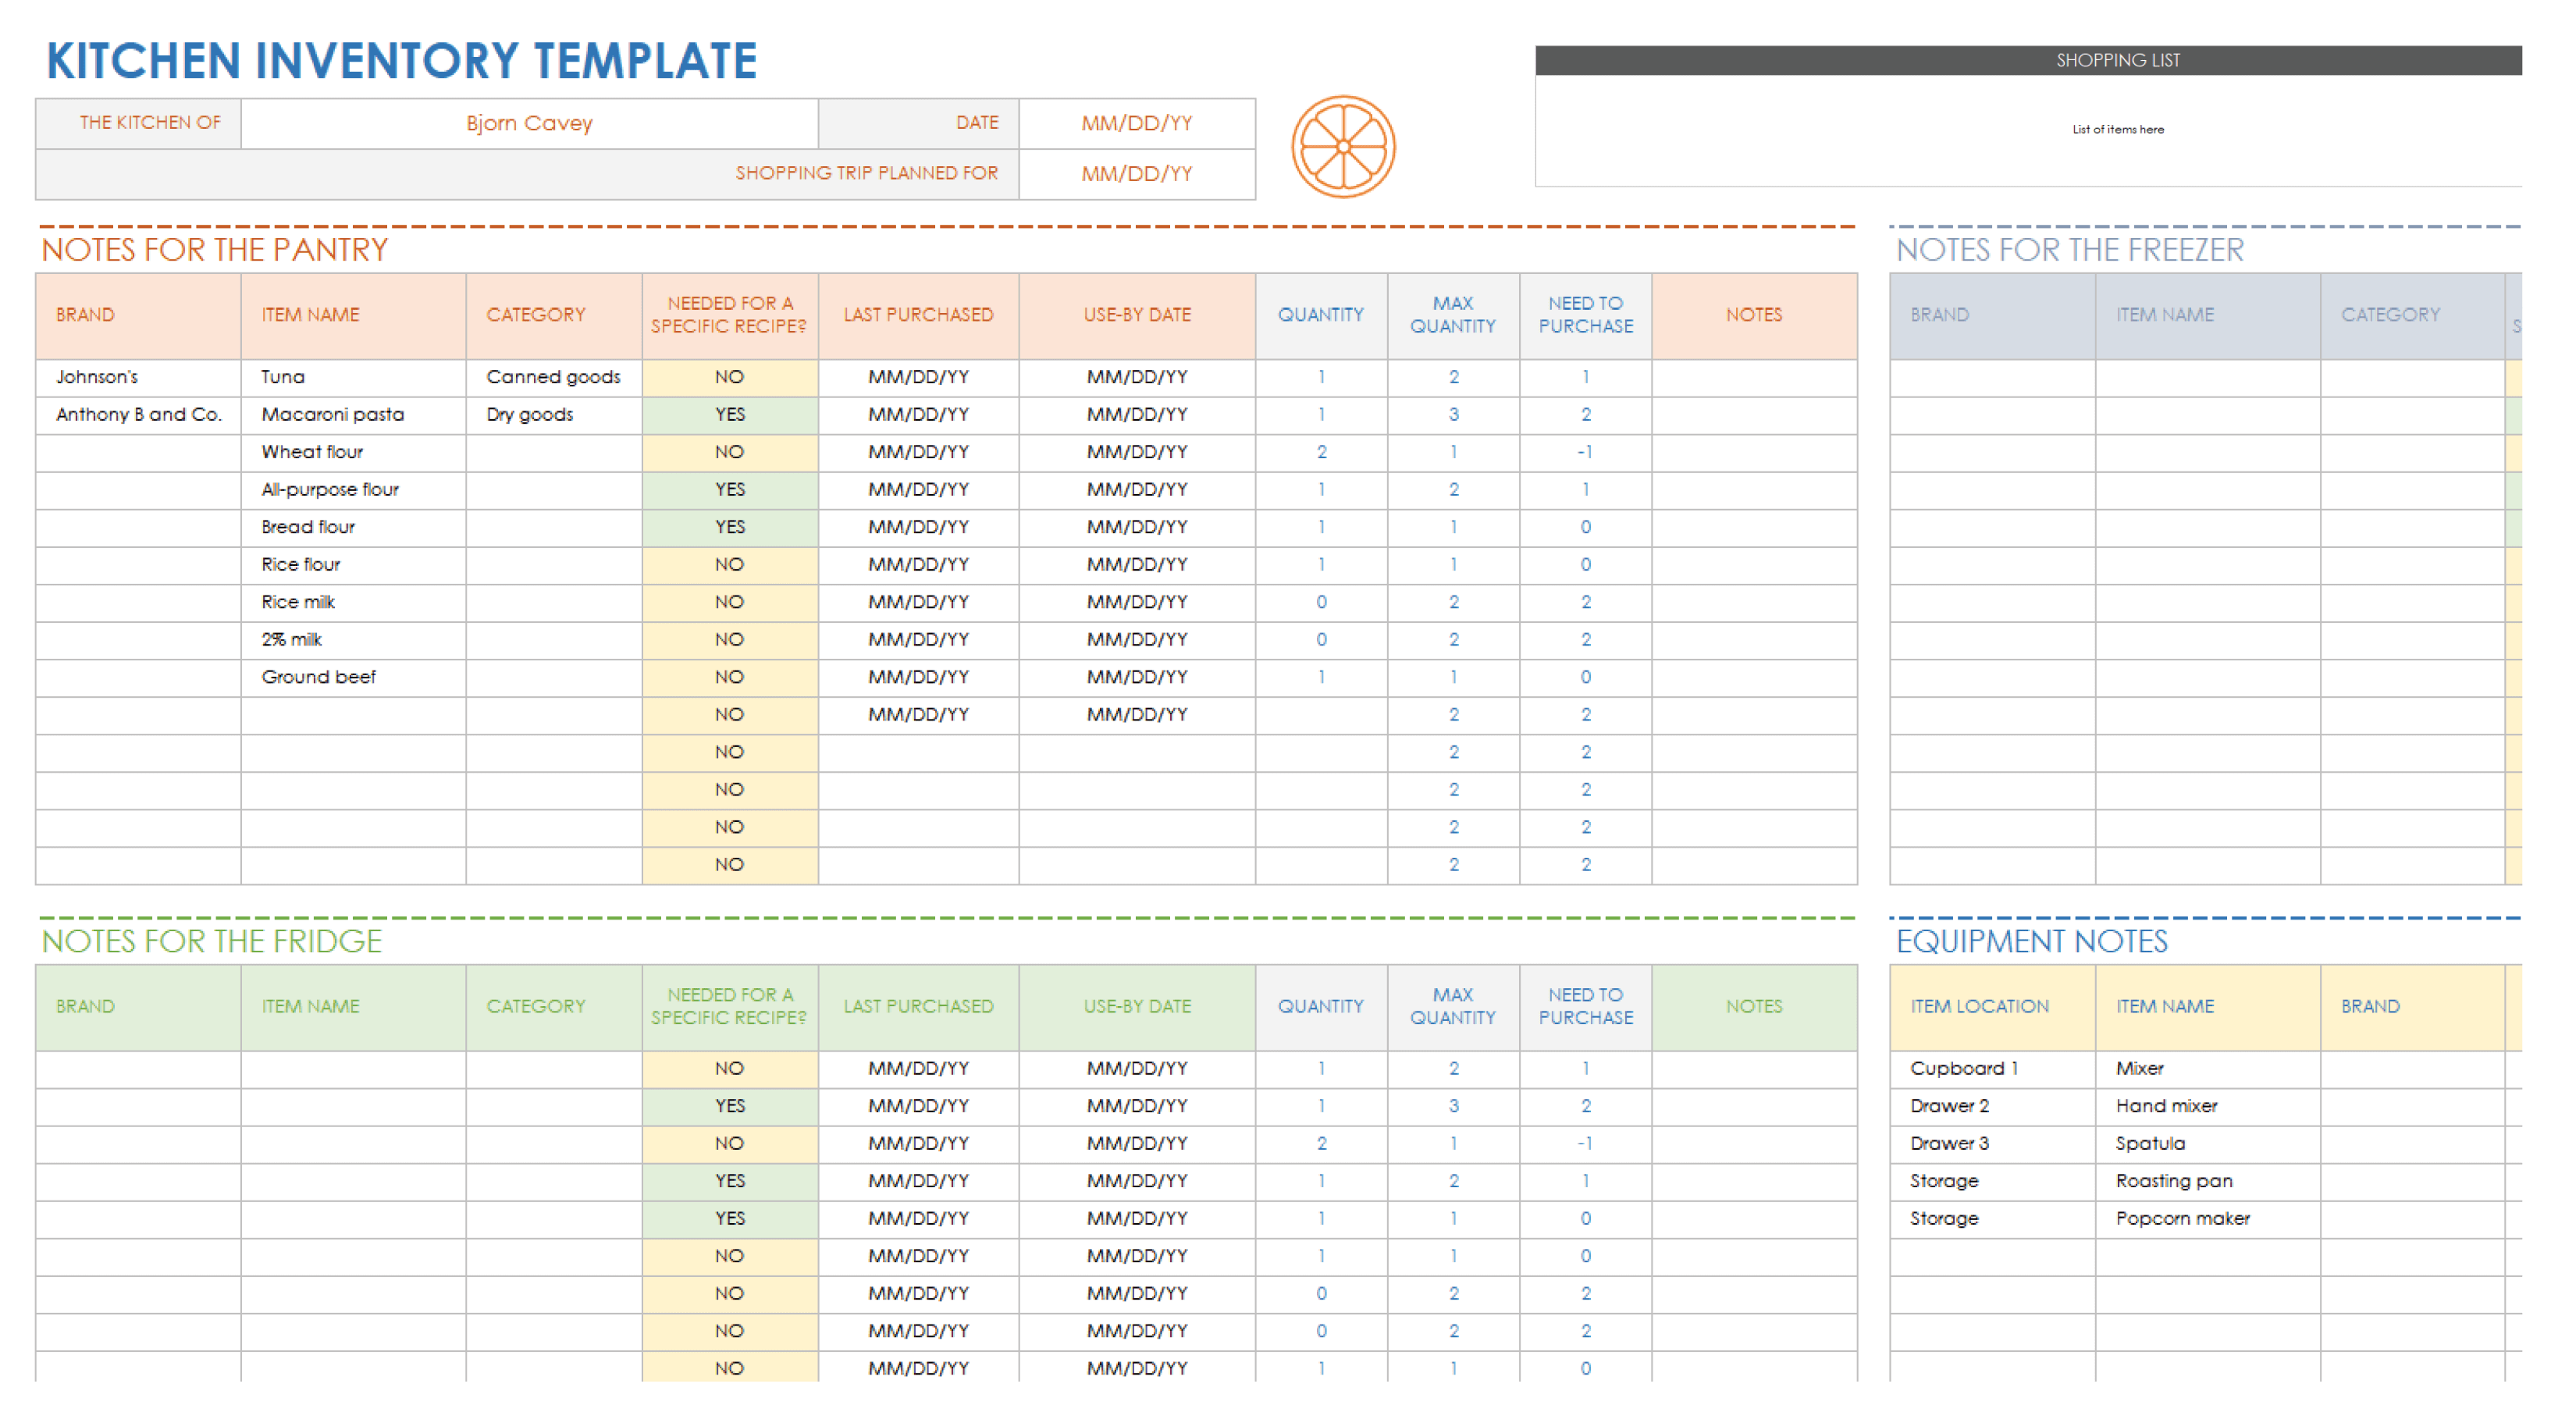 KITCHEN INVENTORY TEMPLATE
SHOPPING LIST
List of items here
THE KITCHEN OF Bjorn Cavey DATE MM/DD/YY
SHOPPING TRIP PLANNED FOR MM/DD/YY
NOTES FOR THE PANTRY
BRAND ITEM NAME CATEGORY NEEDED FOR A SPECIFIC RECIPE? LAST PURCHASED USE-BY DATE QUANTITY MAX QUANTITY NEED TO PURCHASE NOTES
Johnson's Tuna Canned goods NO MM/DD/YY MM/DD/YY 1 2 1
Anthony B and Co. Macaroni pasta Dry goods YES MM/DD/YY MM/DD/YY 1 3 2
Wheat flour NO MM/DD/YY MM/DD/YY 2 1 -1
All-purpose flour YES MM/DD/YY MM/DD/YY 1 2 1
Bread flour YES MM/DD/YY MM/DD/YY 1 1 0
Rice flour NO MM/DD/YY MM/DD/YY 1 1 0
Rice milk NO MM/DD/YY MM/DD/YY 0 2 2
2% milk NO MM/DD/YY MM/DD/YY 0 2 2
Ground beef NO MM/DD/YY MM/DD/YY 1 1 0
NO MM/DD/YY MM/DD/YY 2 2
NO 2 2
NO 2 2
NO 2 2
NO 2 2
NOTES FOR THE FREEZER
BRAND ITEM NAME CATEGORY S
NOTES FOR THE FRIDGE
BRAND ITEM NAME CATEGORY NEEDED FOR A SPECIFIC RECIPE? LAST PURCHASED USE-BY DATE QUANTITY MAX QUANTITY NEED TO PURCHASE NOTES
NO MM/DD/YY MM/DD/YY 1 2 1
YES MM/DD/YY MM/DD/YY 1 3 2
NO MM/DD/YY MM/DD/YY 2 1 -1
YES MM/DD/YY MM/DD/YY 1 2 1
YES MM/DD/YY MM/DD/YY 1 1 0
NO MM/DD/YY MM/DD/YY 1 1 0
NO MM/DD/YY MM/DD/YY 0 2 2
NO MM/DD/YY MM/DD/YY 0 2 2
NO MM/DD/YY MM/DD/YY 1 1 0
EQUIPMENT NOTES
ITEM LOCATION ITEM NAME BRAND
Cupboard 1 Mixer
Drawer 2 Hand mixer
Drawer 3 Spatula
Storage Roasting pan
Storage Popcorn maker